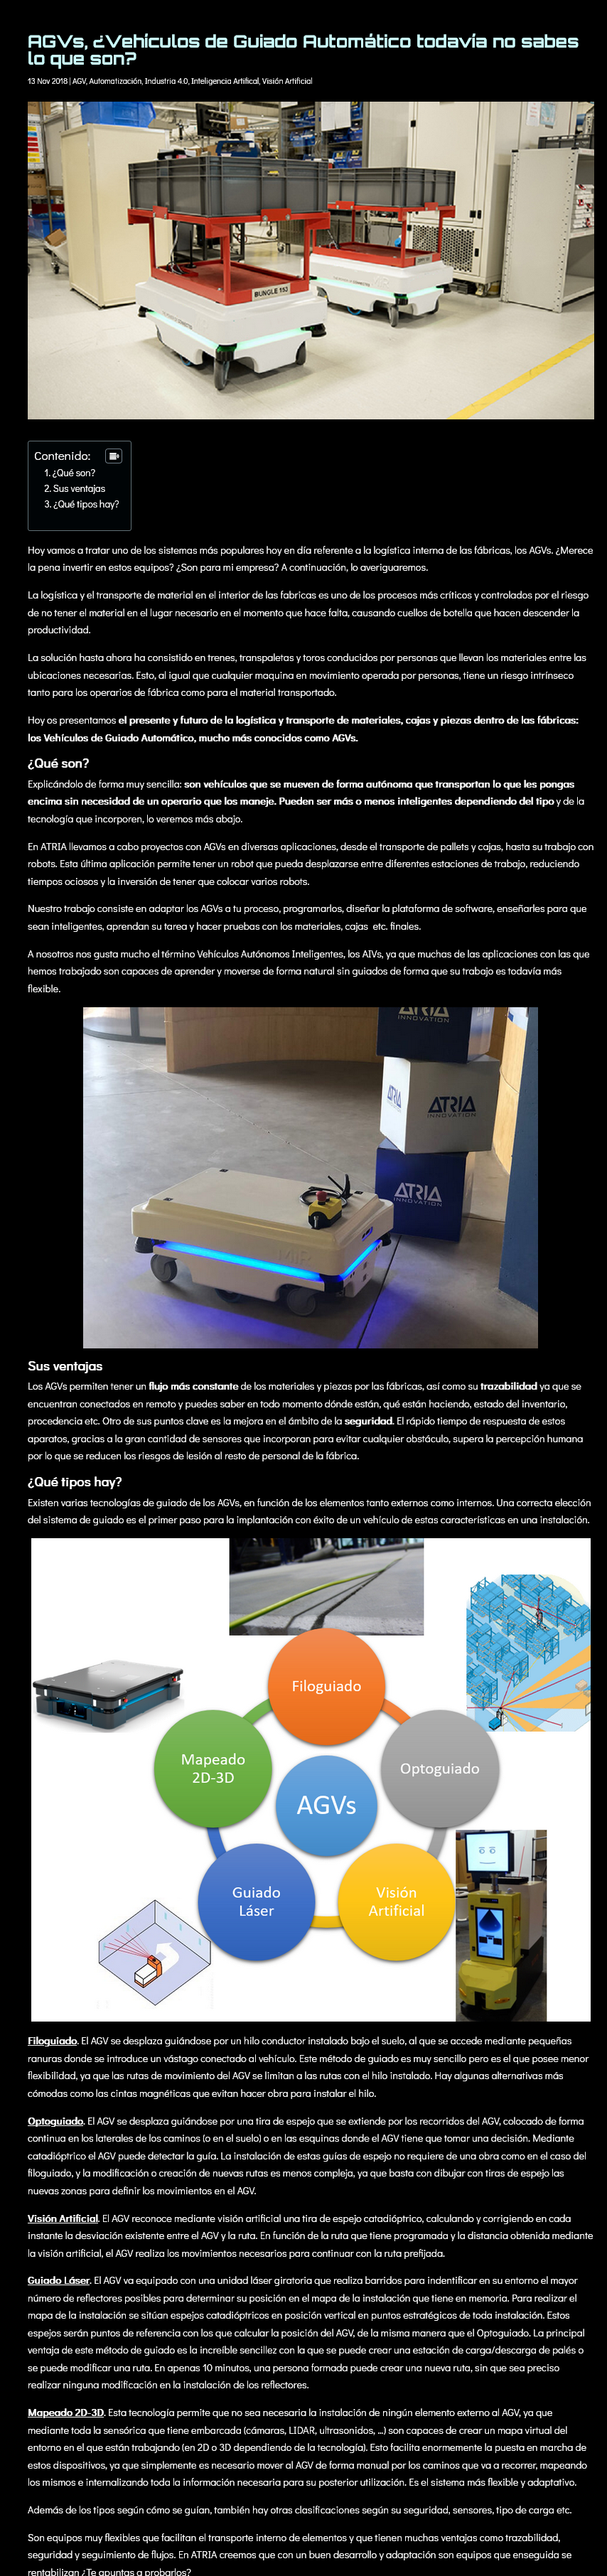 AGVs, ¿Vehículos de Guiado Automático todavía no sabes
lo que son?
13 Nov 2018 | AGV, Automatización, Industria 4.0, Inteligencia Artifical, Visión Artificial
BUNGLE 153
Contenido:
1. ¿Qué son?
2. Sus ventajas
3. ¿Qué tipos hay?
Hoy vamos a tratar uno de los sistemas más populares hoy en día referente a la logística interna de las fábricas, los AGVs. ¿Merece
la pena invertir en estos equipos? ¿Son para mi empresa? A continuación, lo averiguaremos.
La logística y el transporte de material en el interior de las fabricas es uno de los procesos más críticos y controlados por el riesgo
de no tener el material en el lugar necesario en el momento que hace falta, causando cuellos de botella que hacen descender la
productividad.
La solución hasta ahora ha consistido en trenes, transpaletas y toros conducidos por personas que llevan los materiales entre las
ubicaciones necesarias. Esto, al igual que cualquier maquina en movimiento operada por personas, tiene un riesgo intrínseco
tanto para los operarios de fábrica como para el material transportado.
Hoy os presentamos el presente y futuro de la logística y transporte de materiales, cajas y piezas dentro de las fábricas:
los Vehículos de Guiado Automático, mucho más conocidos como AGVs.
¿Qué son?
Explicándolo de forma muy sencilla: son vehículos que se mueven de forma autónoma que transportan lo que les pongas
encima sin necesidad de un operario que los maneje. Pueden ser más o menos inteligentes dependiendo del tipo y de la
tecnología que incorporen, lo veremos más abajo.
En ATRIA llevamos a cabo proyectos con AGVs en diversas aplicaciones, desde el transporte de pallets y cajas, hasta su trabajo con
robots. Esta última aplicación permite tener un robot que pueda desplazarse entre diferentes estaciones de trabajo, reduciendo
tiempos ociosos y la inversión de tener que colocar varios robots.
Nuestro trabajo consiste en adaptar los AGVs a tu proceso, programarlos, diseñar la plataforma de software, enseñarles para que
sean inteligentes, aprendan su tarea y hacer pruebas con los materiales, cajas  etc. finales.
A nosotros nos gusta mucho el término Vehículos Autónomos Inteligentes, los AIVs, ya que muchas de las aplicaciones con las que
hemos trabajado son capaces de aprender y moverse de forma natural sin guiados de forma que su trabajo es todavía más
flexible.
ATRIA
INNOVATION
ATRIA
INNOVATION
ATRIA
INNOVATION
MiR
Sus ventajas
Los AGVs permiten tener un flujo más constante de los materiales y piezas por las fábricas, así como su trazabilidad ya que se
encuentran conectados en remoto y puedes saber en todo momento dónde están, qué están haciendo, estado del inventario,
procedencia etc. Otro de sus puntos clave es la mejora en el ámbito de la seguridad. El rápido tiempo de respuesta de estos
aparatos, gracias a la gran cantidad de sensores que incorporan para evitar cualquier obstáculo, supera la percepción humana
por lo que se reducen los riesgos de lesión al resto de personal de la fábrica.
¿Qué tipos hay?
Existen varias tecnologías de guiado de los AGVs, en función de los elementos tanto externos como internos. Una correcta elección
del sistema de guiado es el primer paso para la implantación con éxito de un vehículo de estas características en una instalación.
Filoguiado
Mapeado
2D-3D
Optoguiado
AGVs
Guiado
Láser
Visión
Artificial
Filoguiado. El AGV se desplaza guiándose por un hilo conductor instalado bajo el suelo, al que se accede mediante pequeñas
ranuras donde se introduce un vástago conectado al vehículo. Este método de guiado es muy sencillo pero es el que posee menor
flexibilidad, ya que las rutas de movimiento del AGV se limitan a las rutas con el hilo instalado. Hay algunas alternativas más
cómodas como las cintas magnéticas que evitan hacer obra para instalar el hilo.
Optoguiado. El AGV se desplaza guiándose por una tira de espejo que se extiende por los recorridos del AGV, colocado de forma
continua en los laterales de los caminos (o en el suelo) o en las esquinas donde el AGV tiene que tomar una decisión. Mediante
catadióptrico el AGV puede detectar la guía. La instalación de estas guías de espejo no requiere de una obra como en el caso del
filoguiado, y la modificación o creación de nuevas rutas es menos compleja, ya que basta con dibujar con tiras de espejo las
nuevas zonas para definir los movimientos en el AGV.
Visión Artificial. El AGV reconoce mediante visión artificial una tira de espejo catadióptrico, calculando y corrigiendo en cada
instante la desviación existente entre el AGV y la ruta. En función de la ruta que tiene programada y la distancia obtenida mediante
la visión artificial, el AGV realiza los movimientos necesarios para continuar con la ruta prefijada.
Guiado Láser. El AGV va equipado con una unidad láser giratoria que realiza barridos para indentificar en su entorno el mayor
número de reflectores posibles para determinar su posición en el mapa de la instalación que tiene en memoria. Para realizar el
mapa de la instalación se sitúan espejos catadióptricos en posición vertical en puntos estratégicos de toda instalación. Estos
espejos serán puntos de referencia con los que calcular la posición del AGV, de la misma manera que el Optoguiado. La principal
ventaja de este método de guiado es la increíble sencillez con la que se puede crear una estación de carga/descarga de palés o
se puede modificar una ruta. En apenas 10 minutos, una persona formada puede crear una nueva ruta, sin que sea preciso
realizar ninguna modificación en la instalación de los reflectores.
Mapeado 2D-3D. Esta tecnología permite que no sea necesaria la instalación de ningún elemento externo al AGV, ya que
mediante toda la sensórica que tiene embarcada (cámaras, LIDAR, ultrasonidos, …) son capaces de crear un mapa virtual del
entorno en el que están trabajando (en 2D o 3D dependiendo de la tecnología). Esto facilita enormemente la puesta en marcha de
estos dispositivos, ya que simplemente es necesario mover al AGV de forma manual por los caminos que va a recorrer, mapeando
los mismos e internalizando toda la información necesaria para su posterior utilización. Es el sistema más flexible y adaptativo.
Además de los tipos según cómo se guían, también hay otras clasificaciones según su seguridad, sensores, tipo de carga etc.
Son equipos muy flexibles que facilitan el transporte interno de elementos y que tienen muchas ventajas como trazabilidad,
seguridad y seguimiento de flujos. En ATRIA creemos que con un buen desarrollo y adaptación son equipos que enseguida se
rentabilizan ¿Te apuntas a probarlos?